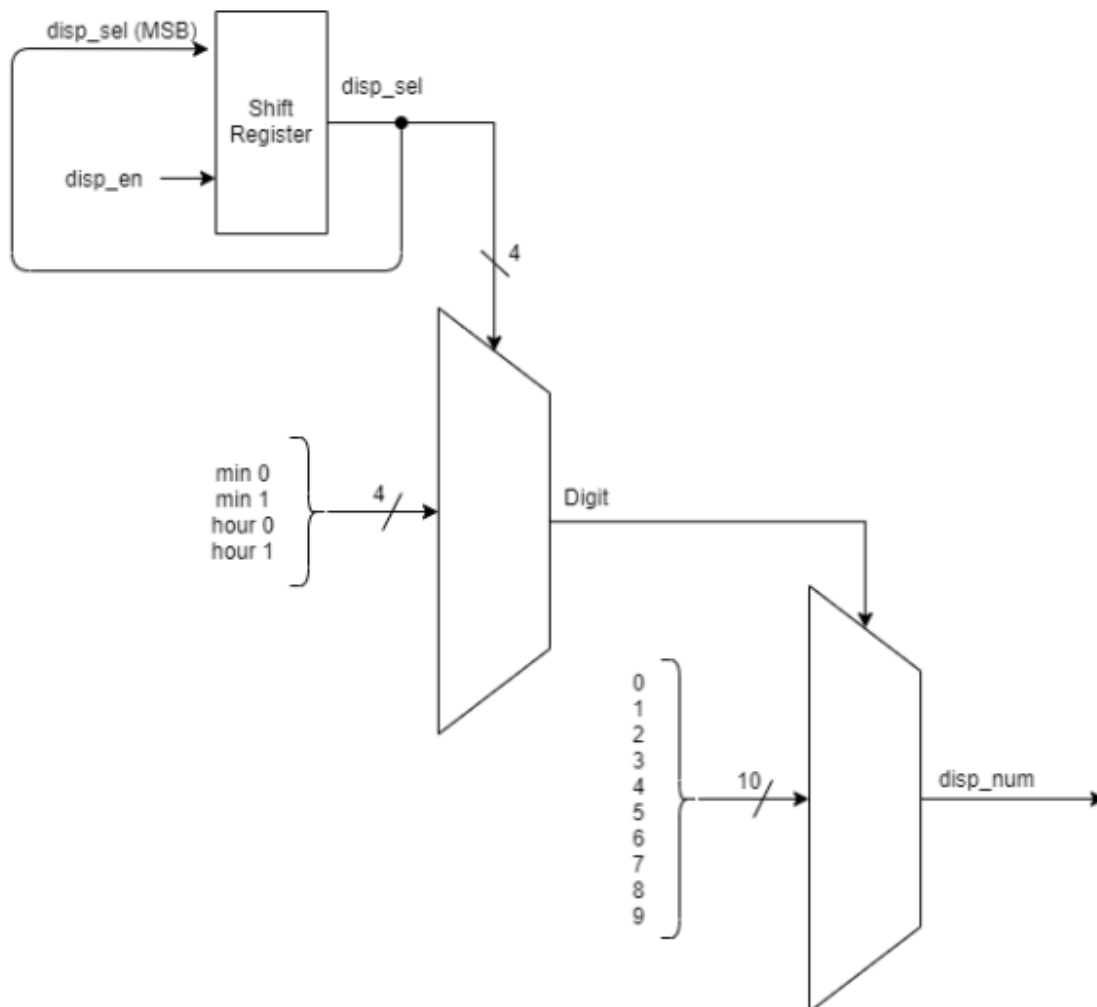 disp_sel (MSB)
disp_sel
Shift
Register
disp_en
4
min 0
min 1
hour 0
hour 1
4
Digit
0
1
2
3
4
5
6
7
8
9
10
disp_num